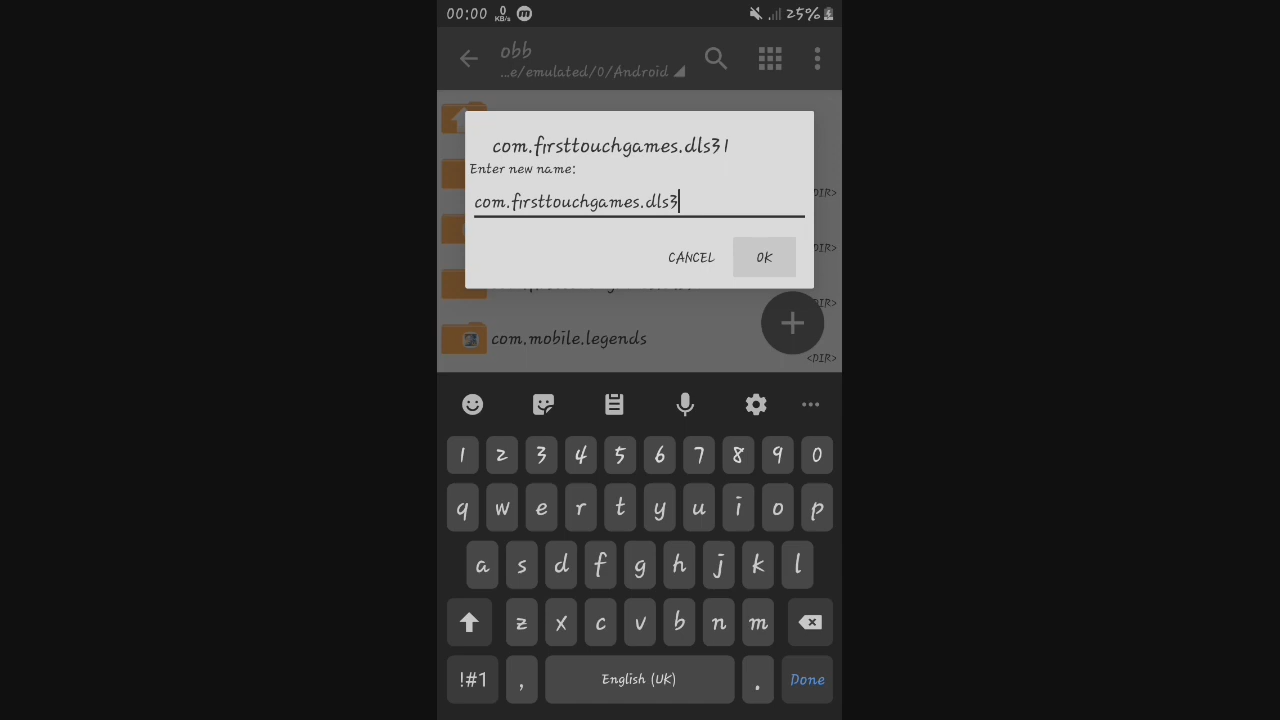 00:00 0 KB/s m 25%
obb
...e/emulated/0/Android
com.firsttouchgames.dls31
Enter new name:
com.firsttouchgames.dls3
<DIR>
CANCEL OK
<DIR>
<DIR>
com.mobile.legends
<DIR>
1 2 3 4 5 6 7 8 9 0
q w e r t y u i o p
a s d f g h j k l
z x c v b n m
!#1 , English (UK) . Done